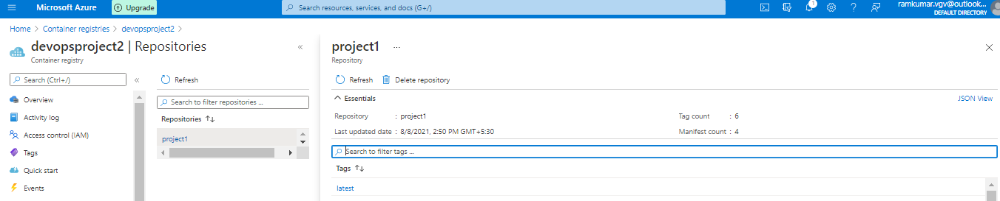 Microsoft Azure
Upgrade
Search resources, services, and docs (G+/)
1
ramkumar.vgv@outlook...
DEFAULT DIRECTORY
Home > Container registries > devopsproject2 >
devopsproject2 | Repositories
Container registry
Search (Ctrl+/)
Overview
Activity log
Access control (IAM)
Tags
Quick start
Events
Refresh
Search to filter repositories ...
Repositories
project1
project1 ...
Repository
Refresh
Delete repository
Essentials
JSON View
Repository : project1
Tag count : 6
Last updated date : 8/8/2021, 2:50 PM GMT+5:30
Manifest count : 4
Search to filter tags ...
Tags
latest